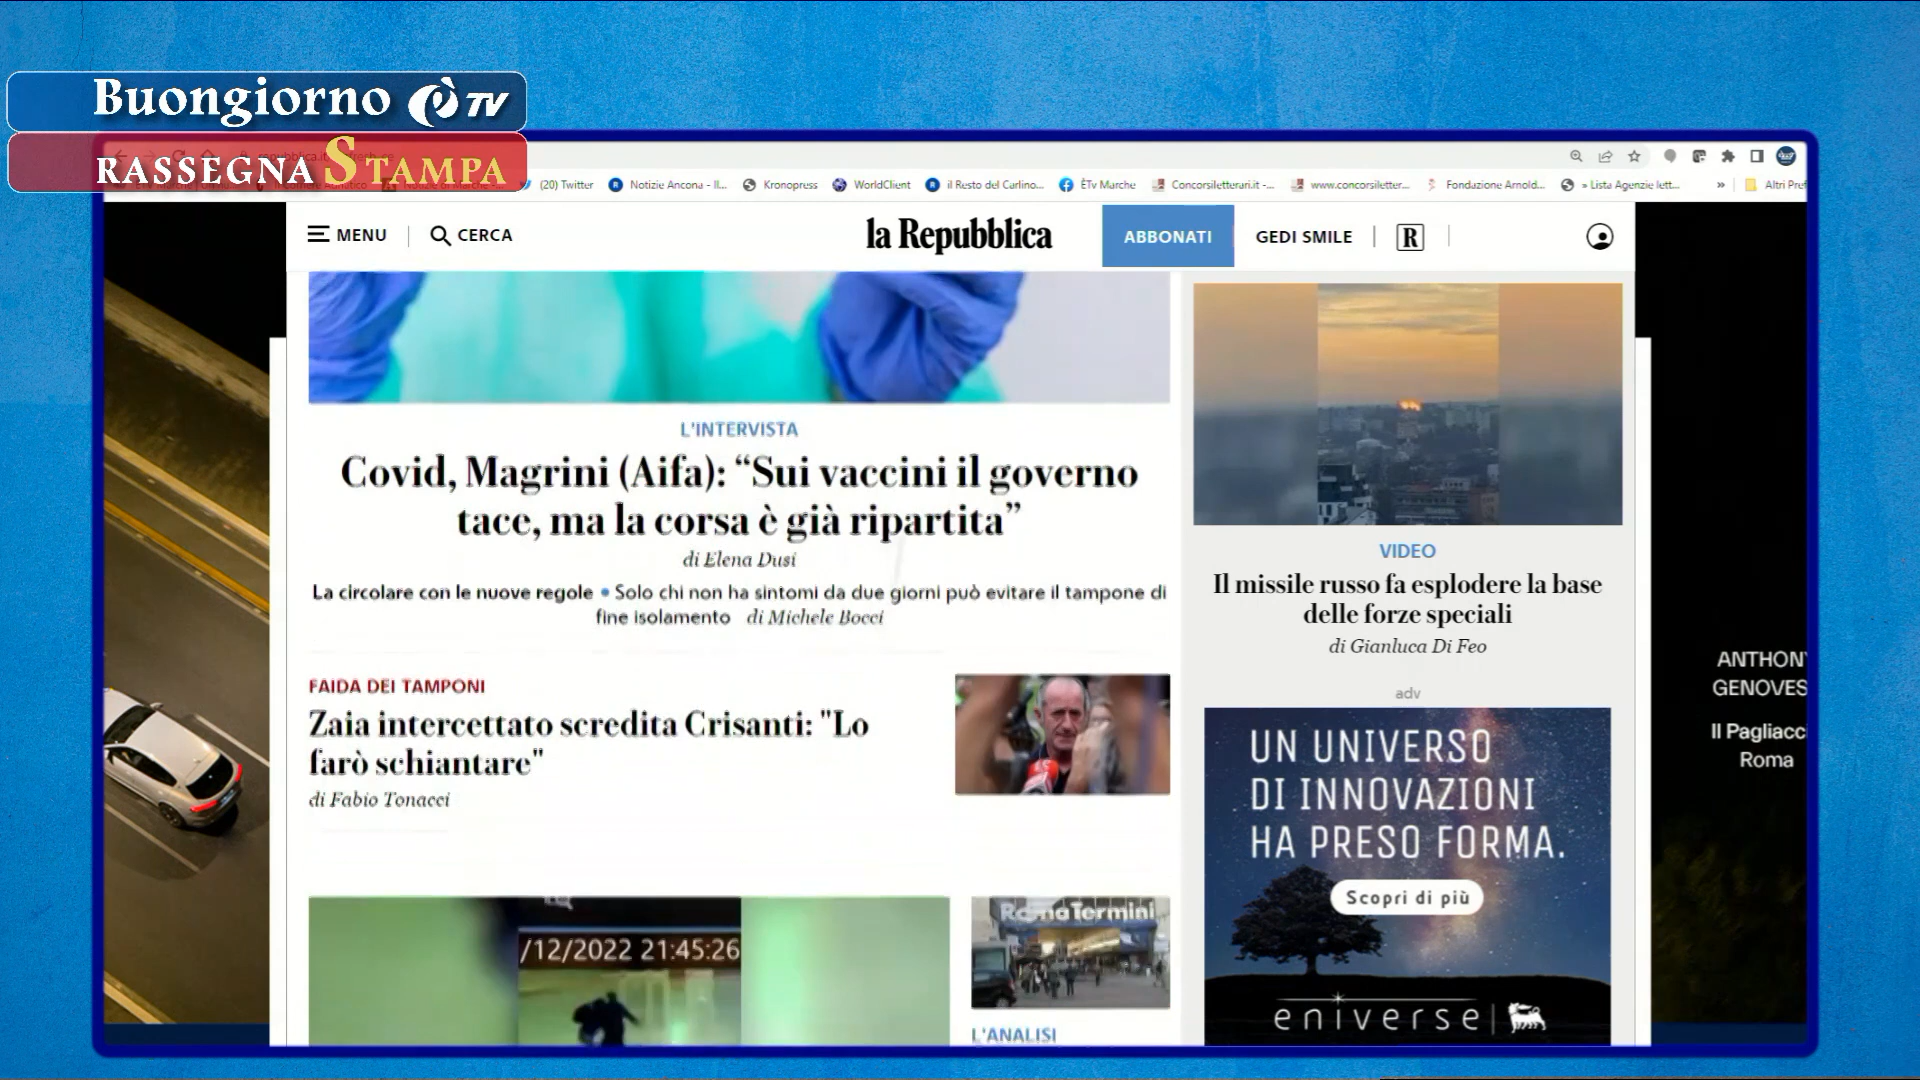 Buongiorno èTV
RASSEGNA STAMPA
(20) Twitter
Notizie Ancona - Il...
Kronopress
WorldClient
il Resto del Carlino...
ÈTv Marche
Concorsiletterari.it -...
www.concorsiletter...
Fondazione Arnold...
» Lista Agenzie lett...
»
Altri Pref
MENU
CERCA
la Repubblica
ABBONATI
GEDI SMILE
R
L'INTERVISTA
Covid, Magrini (Aifa): “Sui vaccini il governo
tace, ma la corsa è già ripartita”
di Elena Dusi
La circolare con le nuove regole • Solo chi non ha sintomi da due giorni può evitare il tampone di
fine isolamento di Michele Bocci
FAIDA DEI TAMPONI
Zaia intercettato scredita Crisanti: "Lo
farò schiantare"
di Fabio Tonacci
/12/2022 21:45:26
Roma Termini
L'ANALISI
VIDEO
Il missile russo fa esplodere la base
delle forze speciali
di Gianluca Di Feo
adv
UN UNIVERSO
DI INNOVAZIONI
HA PRESO FORMA.
Scopri di più
eniverse
ANTHON
GENOVES
Il Pagliacc
Roma